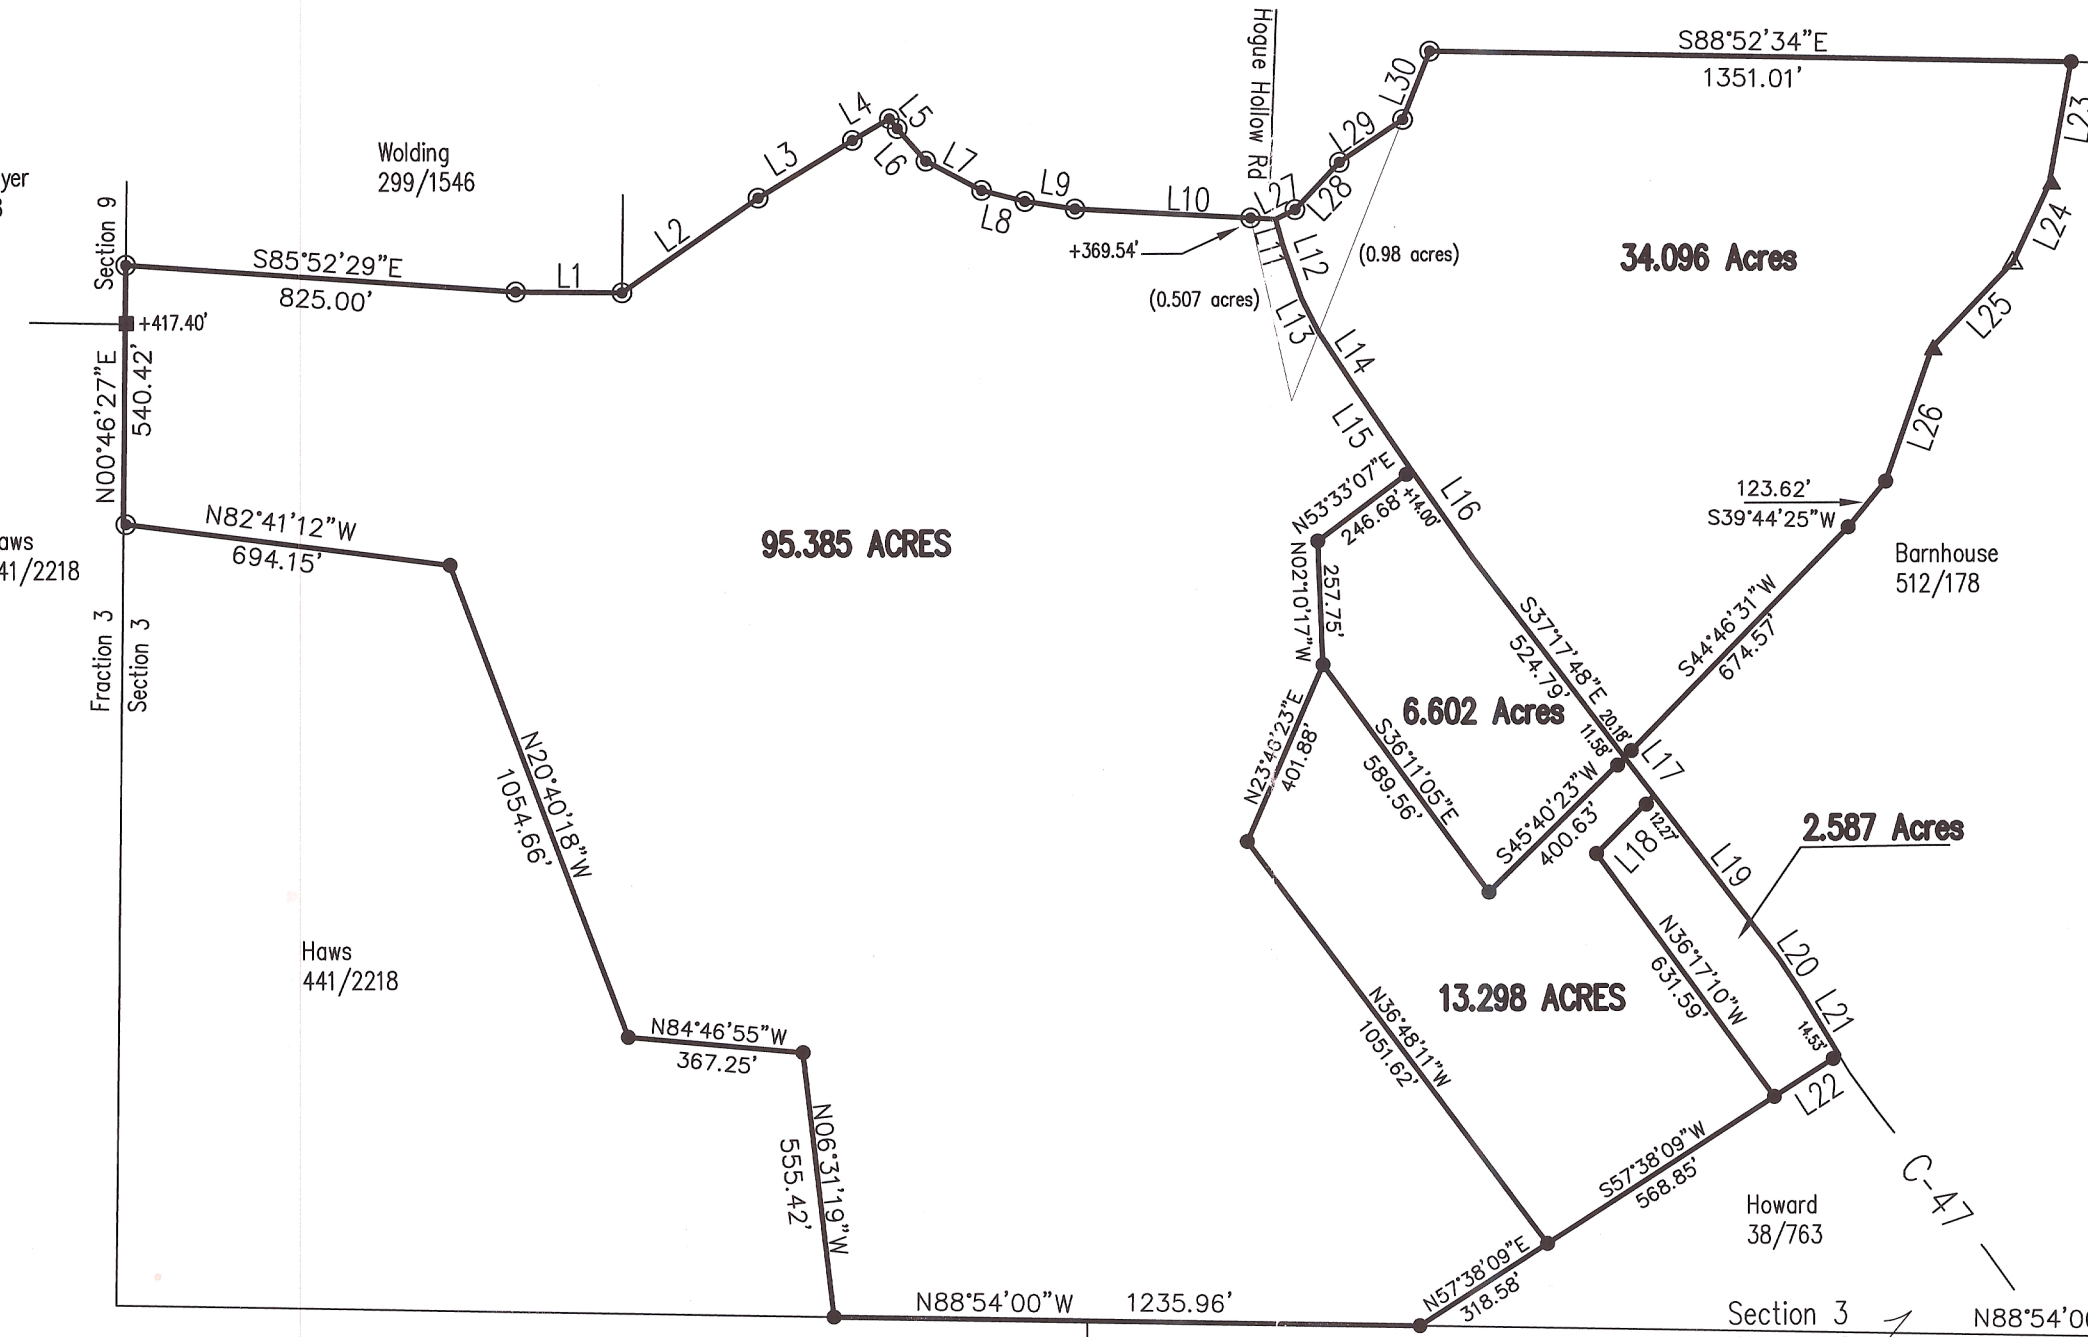 Hogue Hollow Rd
S88°52'34"E
1351.01'
L30
L23
L29
L28
L27
L4
L5
L3
L6
L7
L8
L9
L10
L2
L1
Wolding
299/1546
yer
Section 9
S85°52'29"E
825.00'
+417.40'
N00°46'27"E
540.42'
+369.54'
L11
L12
(0.98 acres)
(0.507 acres)
L13
L14
L15
L16
34.096 Acres
L24
L25
L26
123.62'
S39°44'25"W
Barnhouse
512/178
N82°41'12"W
694.15'
aws
41/2218
95.385 ACRES
N53°33'07"E
246.68'
+14.00'
N02°10'17"W
257.75'
S37°17'48"E
524.79'
S44°46'31"W
674.57'
Fraction 3
Section 3
6.602 Acres
20.18'
11.58'
L17
N23°46'23"E
401.88'
S36°11'05"E
589.56'
S45°40'23"W
400.63'
12.27'
L18
L19
2.587 Acres
N20°40'18"W
1054.66'
Haws
441/2218
N36°17'10"W
631.59'
L20
L21
14.53'
L22
13.298 ACRES
N36°48'11"W
1051.62'
N84°46'55"W
367.25'
N06°31'19"W
555.42'
S57°38'09"W
568.85'
C-47
Howard
38/763
N57°38'09"E
318.58'
N88°54'00"W 1235.96'
Section 3
N88°54'00